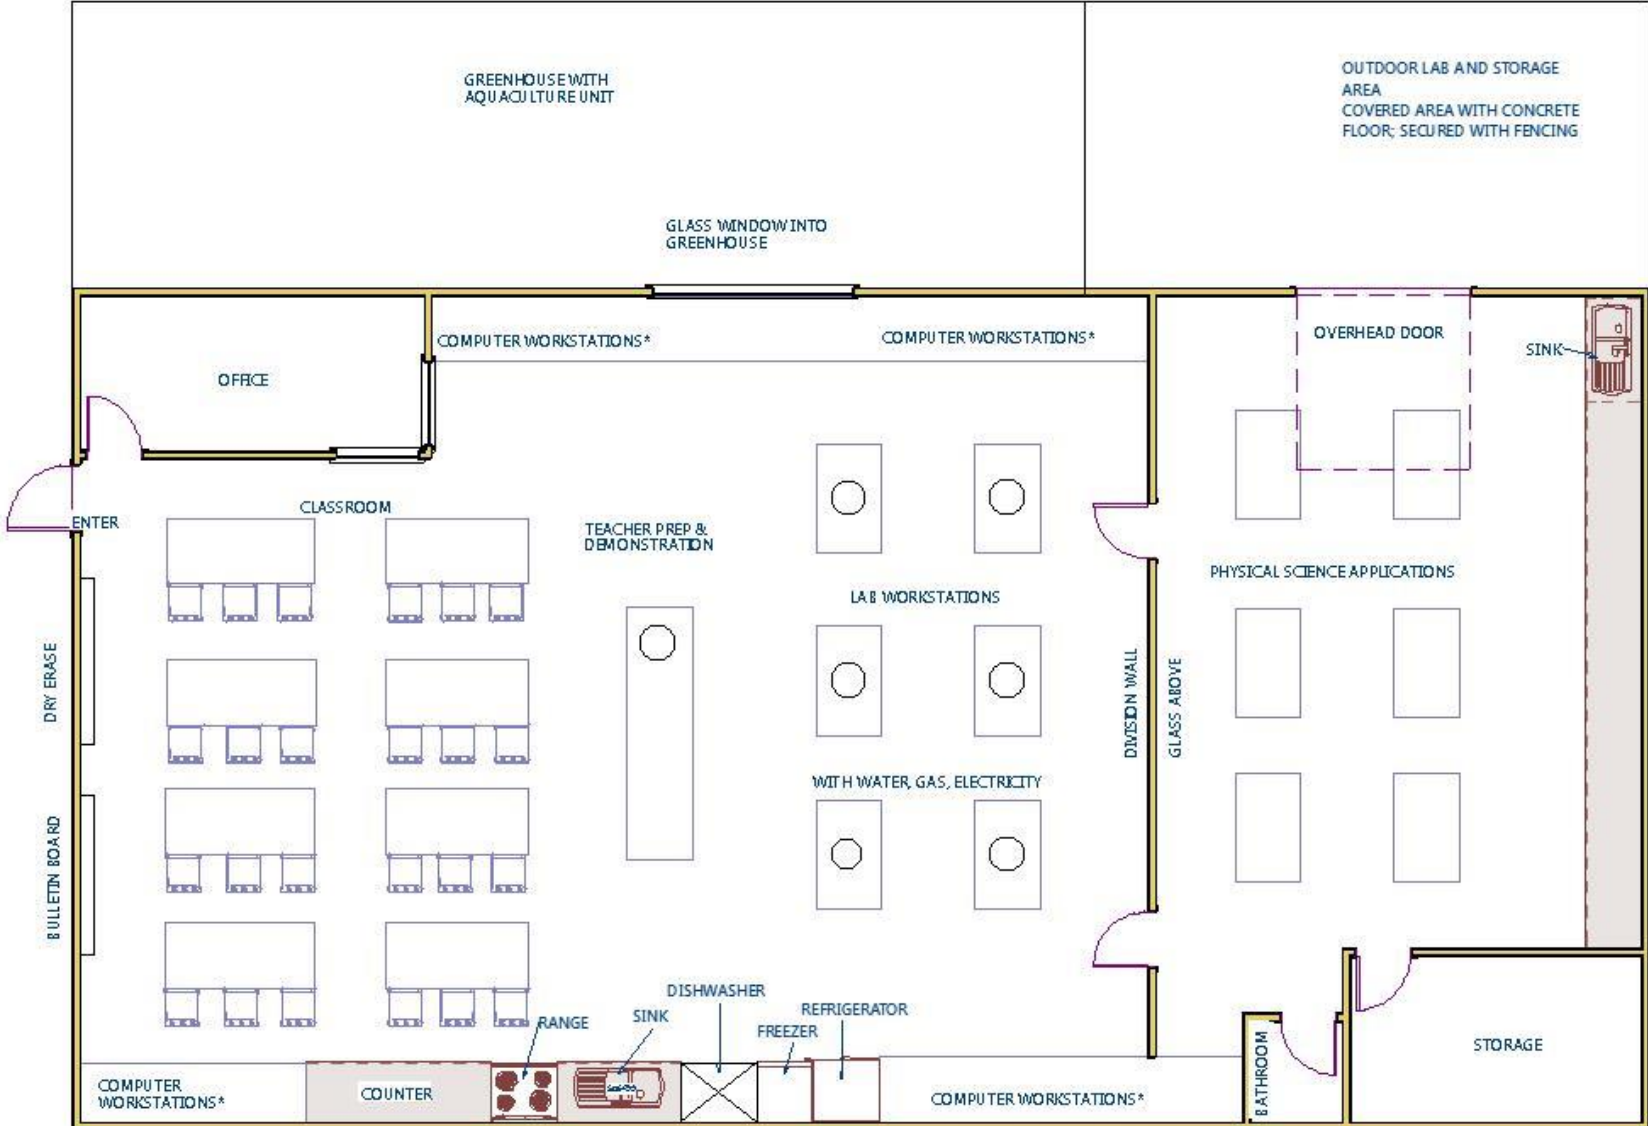 GREENHOUSE WITH
AQUACULTURE UNIT
OUTDOOR LAB AND STORAGE
AREA
COVERED AREA WITH CONCRETE
FLOOR; SECURED WITH FENCING
GLASS WINDOW INTO
GREENHOUSE
COMPUTER WORKSTATIONS*
COMPUTER WORKSTATIONS*
OVERHEAD DOOR
SINK
OFFICE
CLASSROOM
ENTER
TEACHER PREP &
DEMONSTRATION
PHYSICAL SCIENCE APPLICATIONS
LAB WORKSTATIONS
DRY ERASE
DIVISION WALL
GLASS ABOVE
WITH WATER, GAS, ELECTRICITY
BULLETIN BOARD
DISHWASHER
REFRIGERATOR
SINK
RANGE
FREEZER
STORAGE
BATHROOM
COMPUTER
WORKSTATIONS*
COUNTER
COMPUTER WORKSTATIONS*